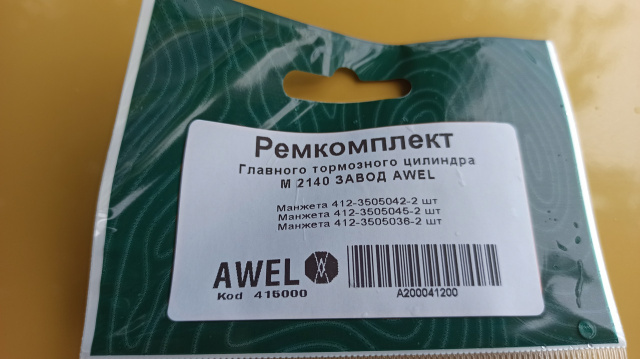 Ремкомплект
Главного тормозного цилиндра
М 2140 ЗАВОД AWEL
Манжета 412-3505042-2 шт
Манжета 412-3505045-2 шт
Манжета 412-3505036-2 шт
AWEL
Kod 415000
A200041200